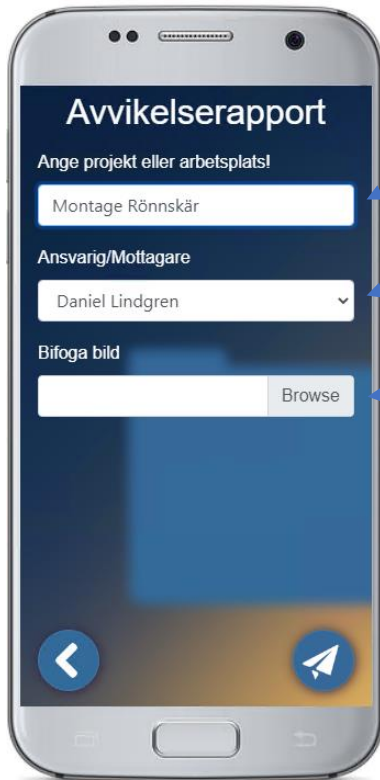 Avvikelserapport
Ange projekt eller arbetsplats!
Montage Rönnskär
Ansvarig/Mottagare
Daniel Lindgren
Bifoga bild
Browse